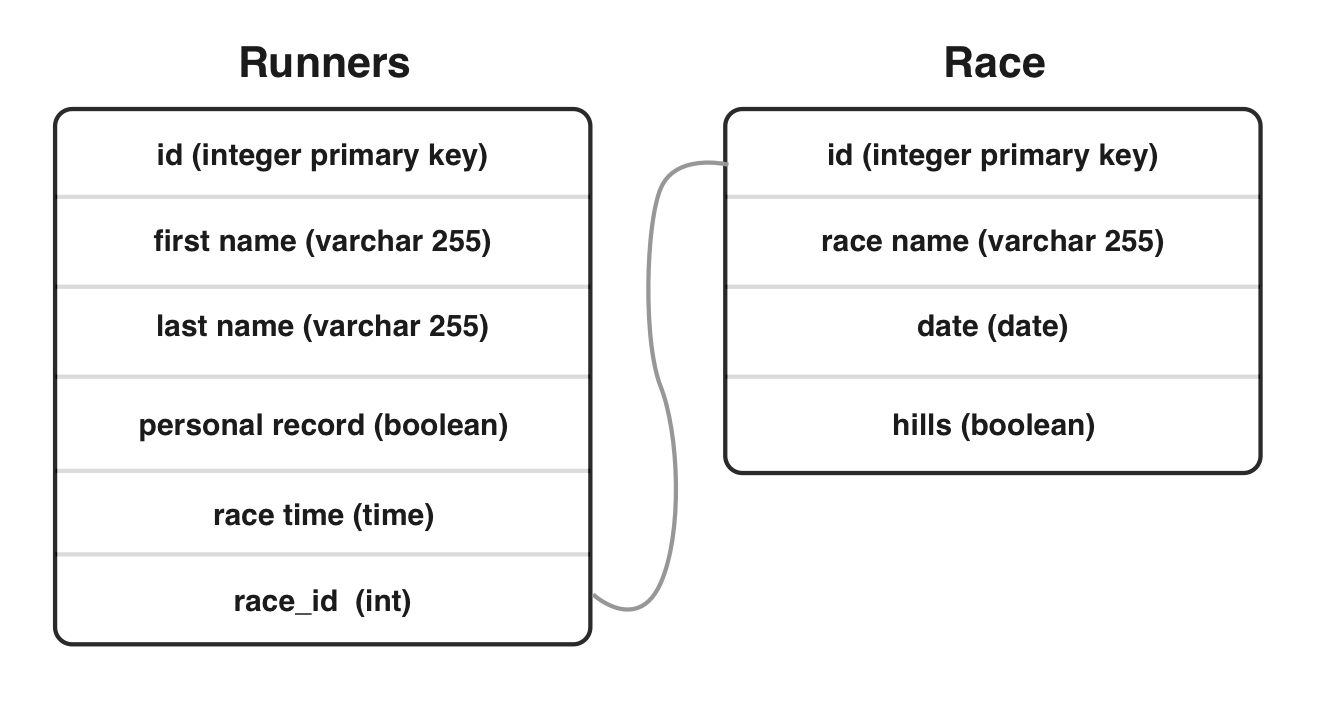 Runners
id (integer primary key)
first name (varchar 255)
last name (varchar 255)
personal record (boolean)
race time (time)
race_id  (int)
Race
id (integer primary key)
race name (varchar 255)
date (date)
hills (boolean)